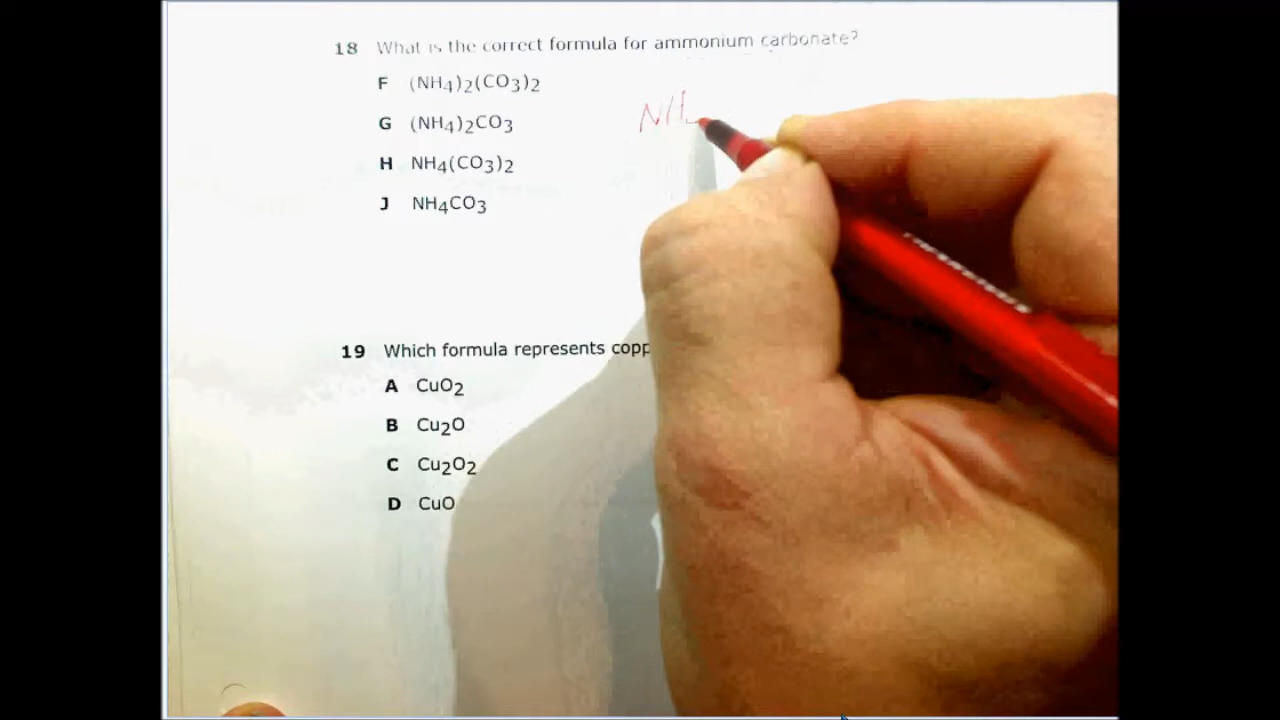 18 What is the correct formula for ammonium carbonate?
F (NH4)2(CO3)2
G (NH4)2CO3
NH
H NH4(CO3)2
J NH4CO3
19 Which formula represents copp
A CuO2
B Cu2O
C Cu2O2
D CuO